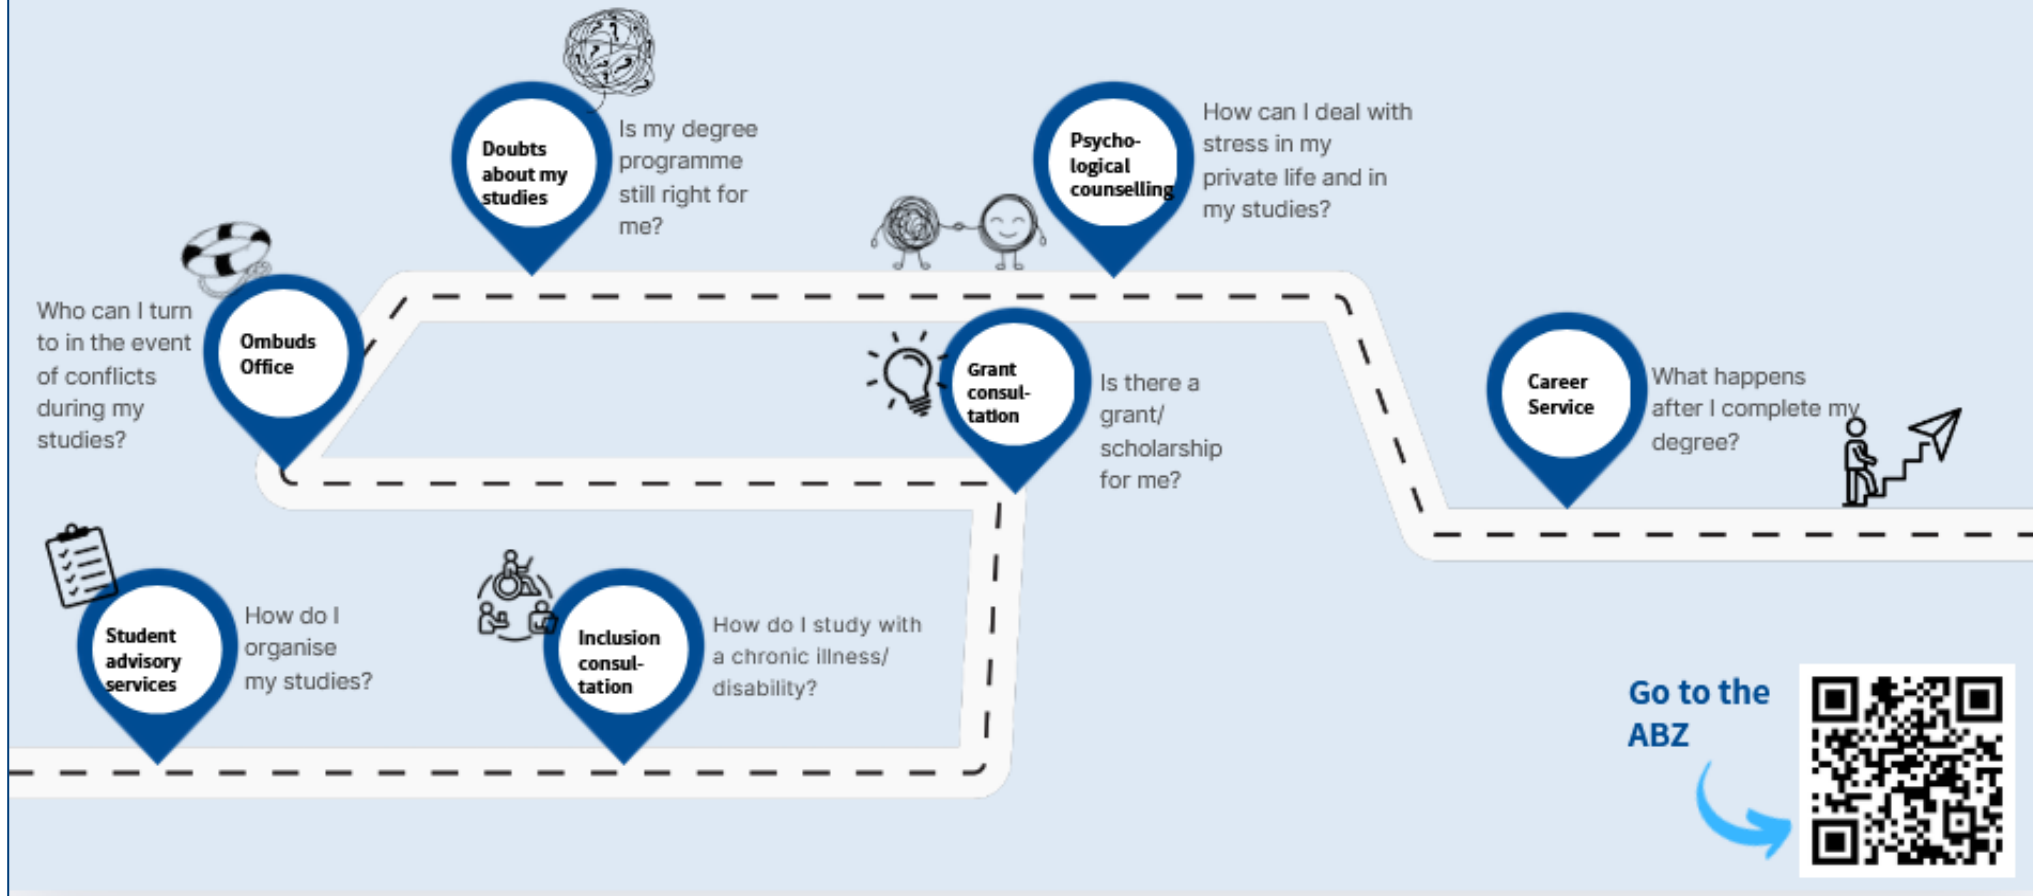 Doubts
about my
studies
Is my degree
programme
still right for
me?
Psycho-
logical
counselling
How can I deal with
stress in my
private life and in
my studies?
Who can I turn
to in the event
of conflicts
during my
studies?
Ombuds
Office
Grant
consul-
tation
Is there a
grant/
scholarship
for me?
Career
Service
What happens
after I complete my
degree?
Student
advisory
services
How do I
organise
my studies?
Inclusion
consul-
tation
How do I study with
a chronic illness/
disability?
Go to the
ABZ